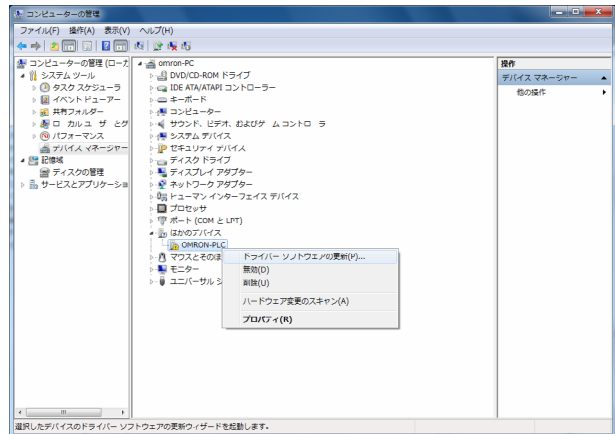 コンピューターの管理
ファイル(F) 操作(A) 表示(V) ヘルプ(H)
コンピューターの管理 (ローカ
システム ツール
タスク スケジューラ
イベント ビューアー
共有フォルダー
ローカル ユーザーとグ
パフォーマンス
デバイス マネージャー
記憶域
ディスクの管理
サービスとアプリケーショ
omron-PC
DVD/CD-ROM ドライブ
IDE ATA/ATAPI コントローラー
キーボード
コンピューター
サウンド、ビデオ、およびゲーム コントローラー
システム デバイス
セキュリティ デバイス
ディスク ドライブ
ディスプレイ アダプター
ネットワーク アダプター
ヒューマン インターフェイス デバイス
プロセッサ
ポート (COM と LPT)
ほかのデバイス
OMRON-PLC
マウスとそのほ
モニター
ユニバーサル シ
ドライバー ソフトウェアの更新(P)...
無効(D)
削除(U)
ハードウェア変更のスキャン(A)
プロパティ(R)
操作
デバイス マネージャー
他の操作
選択したデバイスのドライバー ソフトウェアの更新ウィザードを起動します。